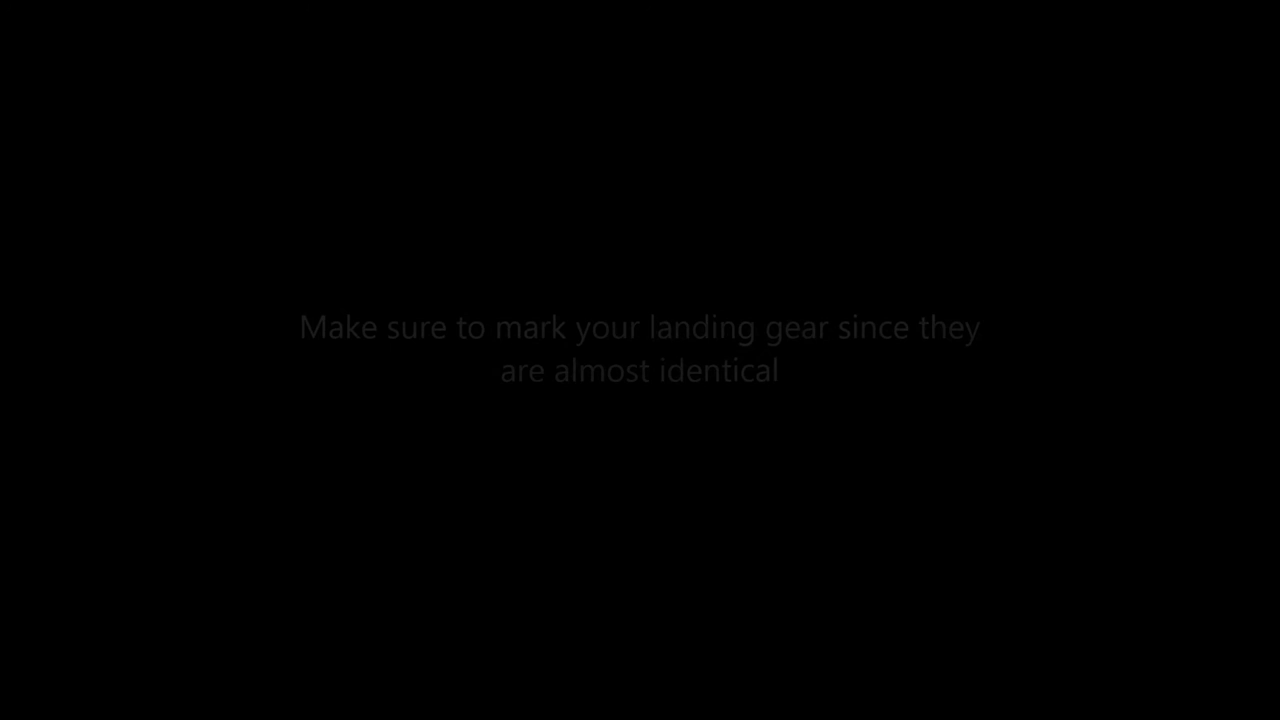 Make sure to mark your landing gear since they
are almost identical